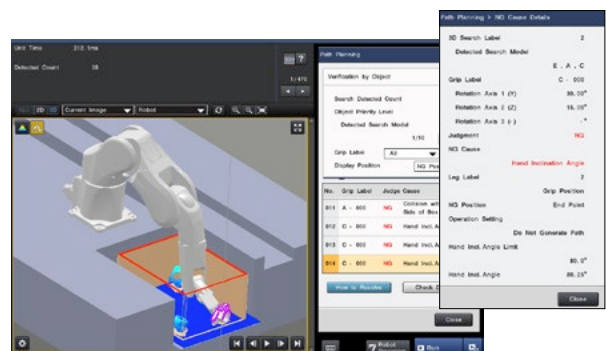 Unit Time 213.1ms
Detected Count
1/470
2D 3D Current Image Robot
Path Planning
Verification by Object
Search Detected Count
Object Priority Level
Detected Search Model
1/10
Grip Label All
Display Position NG Pos
No. Grip Label Judge Cause
011 A - 000 NG Collision with
Side of Box
012 C - 000 NG Hand Incl. A
013 C - 000 NG Hand Incl. A
014 C - 000 NG Hand Incl. A
How to Resolve Check
Close
Robot
Run
Path Planning > NG Cause Details
3D Search Label 2
Detected Search Model
E , A , C
Grip Label C - 000
Rotation Axis 1 (Y) 30.00°
Rotation Axis 2 (Z) 15.00°
Rotation Axis 3 (-) -°
Judgment NG
NG Cause
Hand Inclination Angle
Leg Label 2
Grip Position
NG Position End Point
Operation Setting
Do Not Generate Path
Hand Incl. Angle Limit
80.0°
Hand Incl. Angle 88.25°
Close